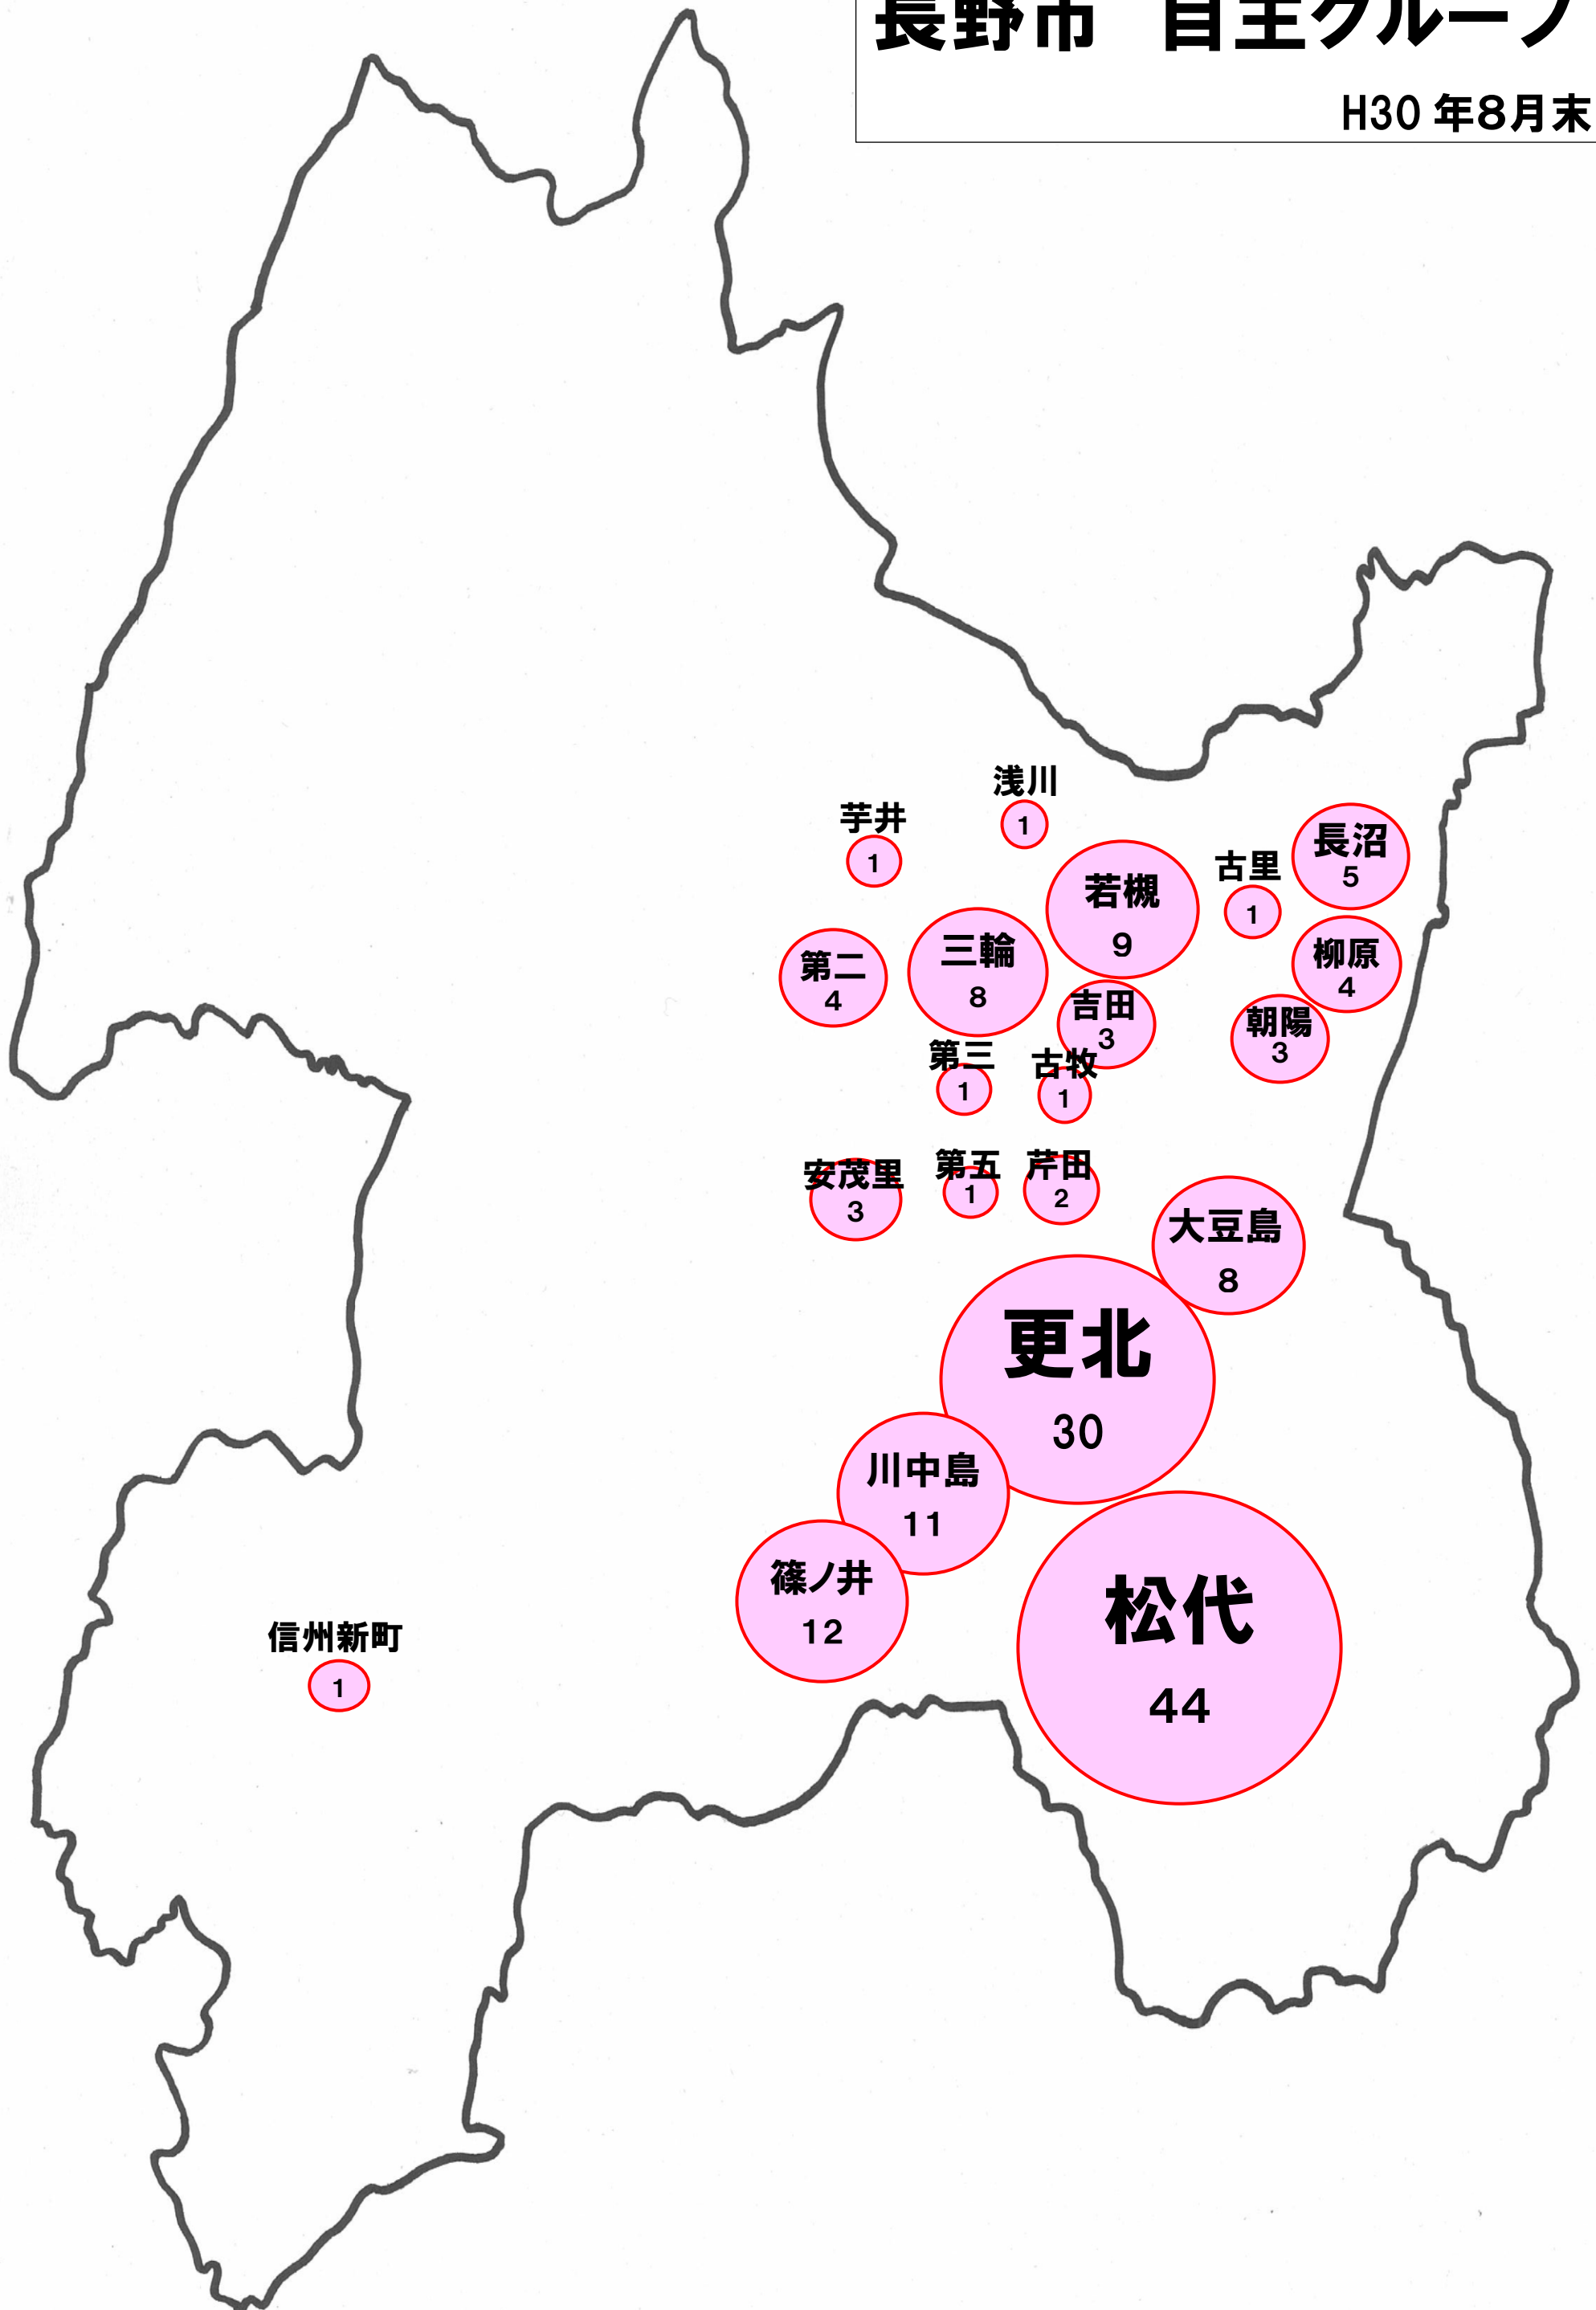 長野市 自主グループ
H30 年8月末
浅川
1
芋井
1
長沼
5
古里
1
若槻
9
柳原
4
三輪
8
第二
4
吉田
3
朝陽
3
第三
1
古牧
1
安茂里
3
第五
1
芹田
2
大豆島
8
更北
30
川中島
11
篠ノ井
12
松代
44
信州新町
1